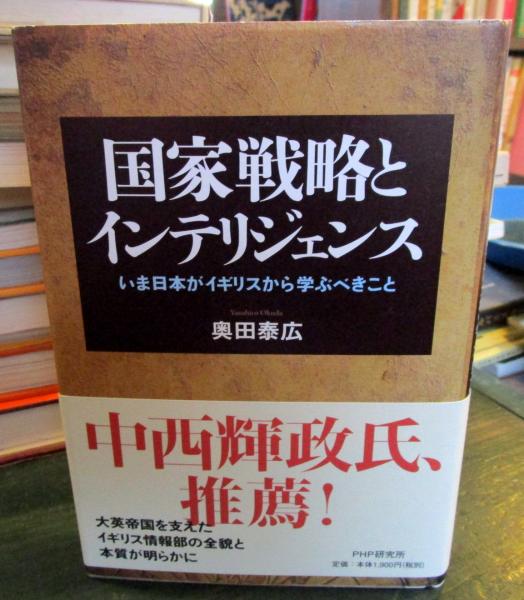 国家戦略と
インテリジェンス
いま日本がイギリスから学ぶべきこと
Yasuhiro Okuda
奥田泰広
中西輝政氏、
推薦!
大英帝国を支えた
イギリス情報部の全貌と
本質が明らかに
PHP研究所
定価:本体1,900円(税別)